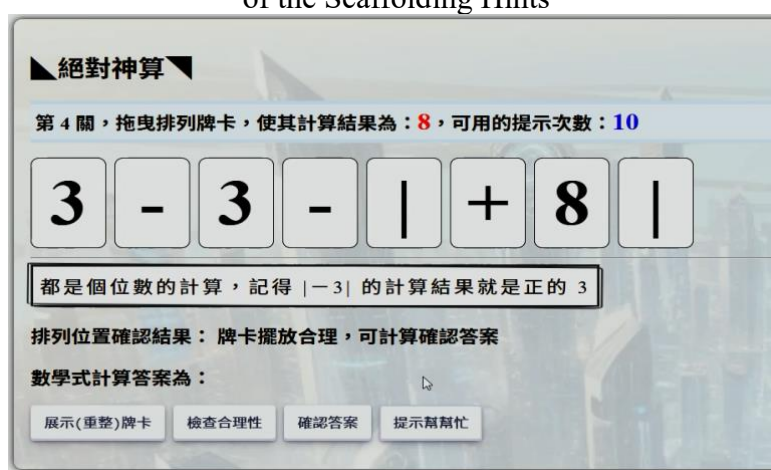 of the Scaffolding Hints
◣絕對神算◥
第 4 關，拖曳排列牌卡，使其計算結果為：8，可用的提示次數：10
3 - 3 - | + 8 |
都是個位數的計算，記得 |－3| 的計算結果就是正的 3
排列位置確認結果： 牌卡擺放合理，可計算確認答案
數學式計算答案為：
展示(重整)牌卡 檢查合理性 確認答案 提示幫幫忙